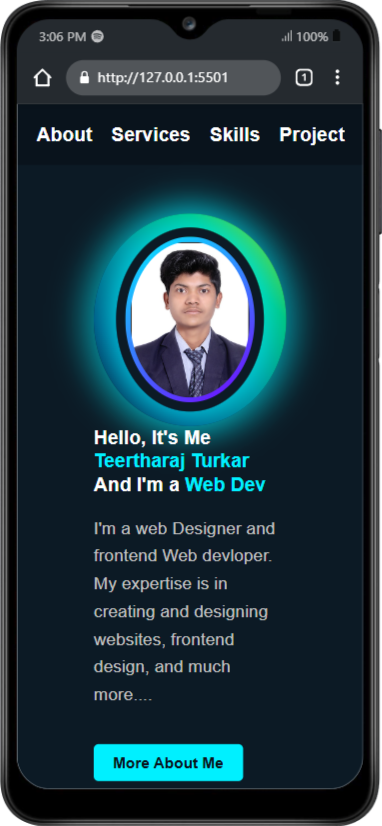 3:06 PM
100%
http://127.0.0.1:5501
1
About Services Skills Project
Hello, It's Me
Teertharaj Turkar
And I'm a Web Dev
I'm a web Designer and
frontend Web devloper.
My expertise is in
creating and designing
websites, frontend
design, and much
more....
More About Me